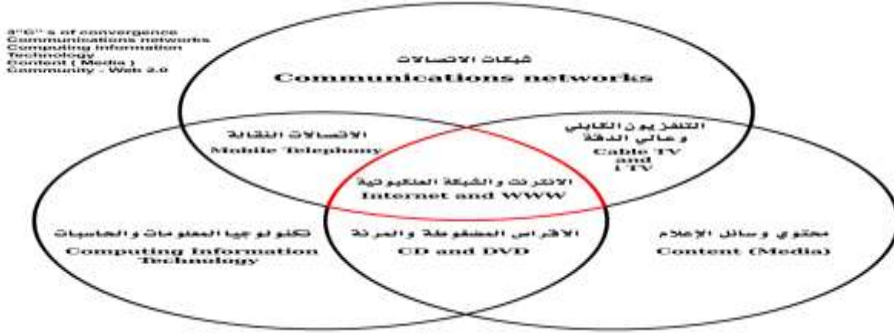 3"G" s of convergence
Communications networks
Computing information
Technology
Content ( Media )
Community - Web 2.0
شبكات الاتصالات
Communications networks
الاتصالات النقالة
Mobile Telephony
التلفزيون الكابلي
وعالي الدقة
Cable TV
and
i TV
الانترنت والشبكة العنكبوتية
Internet and WWW
تكنولوجيا المعلومات والحاسبات
Computing Information
Technology
الاقراص المضغوطة والمرنة
CD and DVD
محتوي وسائل الإعلام
Content (Media)